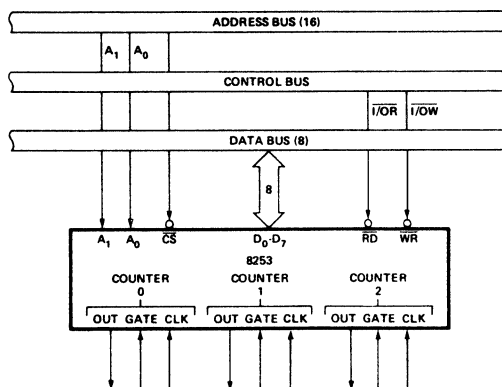 ADDRESS BUS (16)
A1 A0
CONTROL BUS
I/OR I/OW
DATA BUS (8)
8
A1 A0 CS D0-D7 RD WR
8253
COUNTER COUNTER COUNTER
0 1 2
OUT GATE CLK OUT GATE CLK OUT GATE CLK